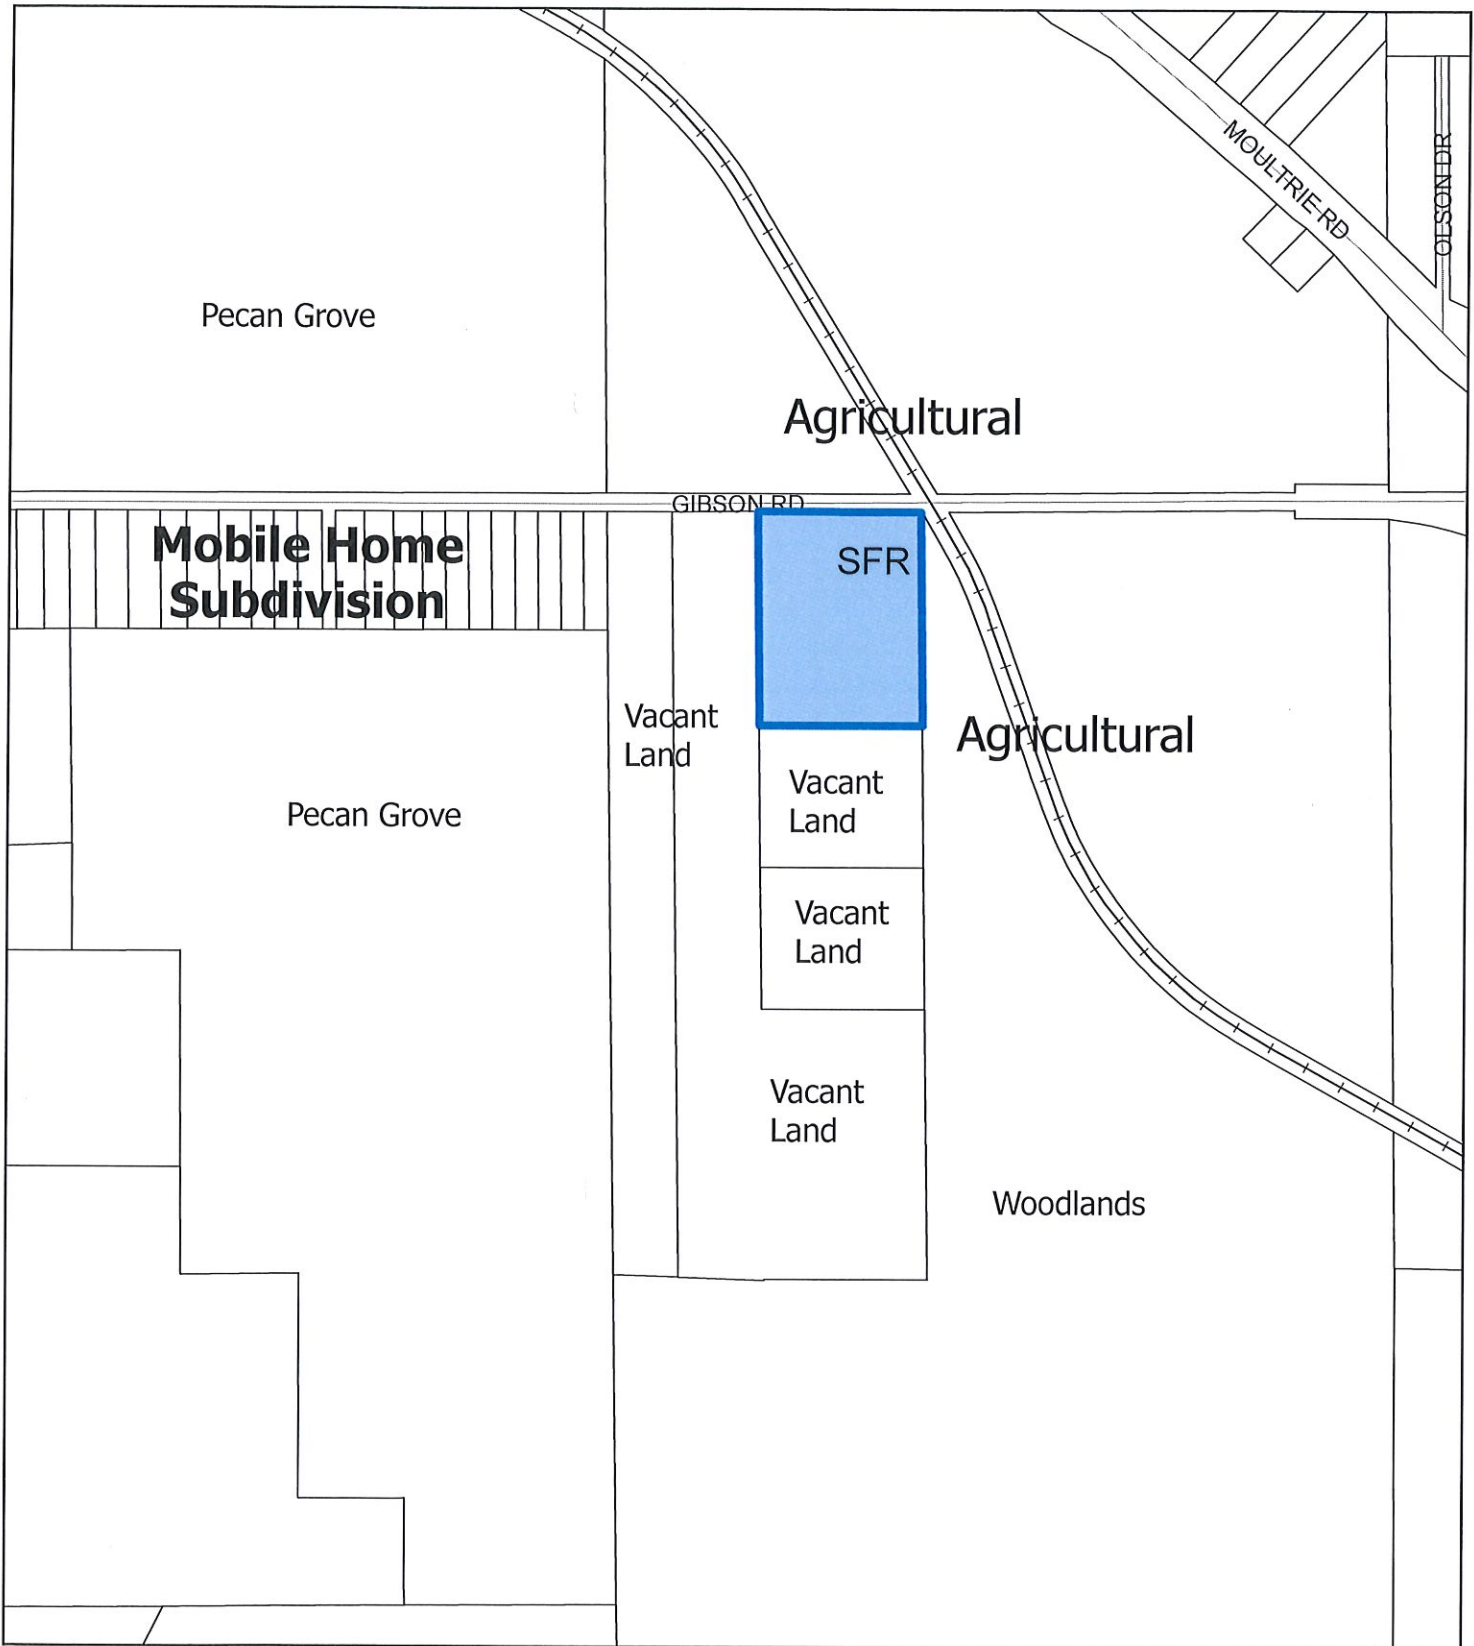 MOULTRIE RD
OLSON DR
Pecan Grove
Agricultural
GIBSON RD
Mobile Home
Subdivision
SFR
Vacant
Land
Agricultural
Vacant
Land
Pecan Grove
Vacant
Land
Vacant
Land
Woodlands